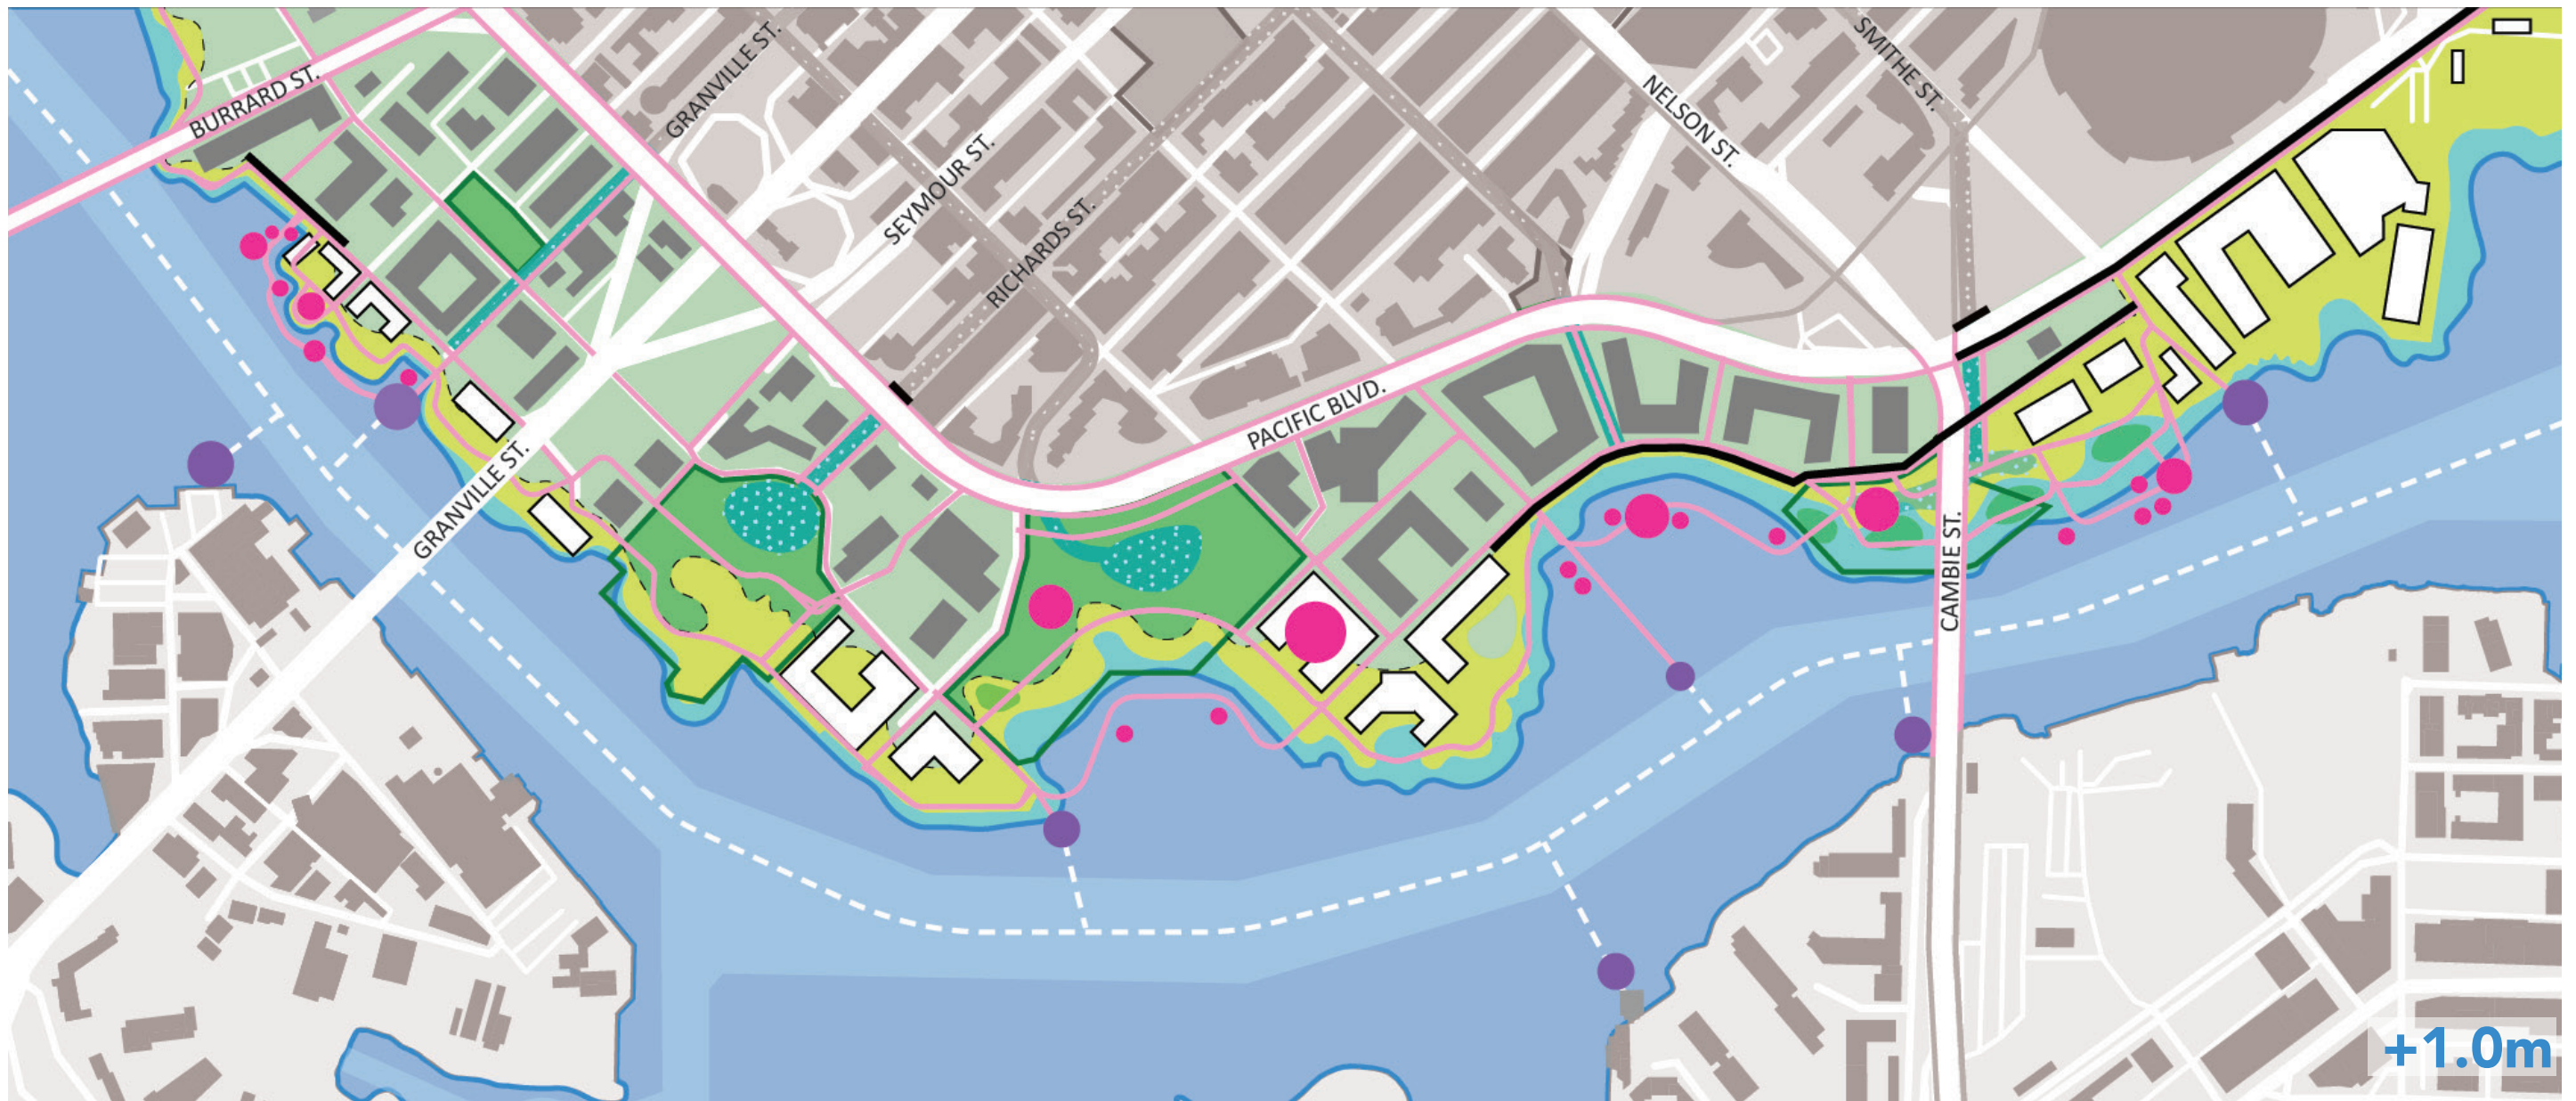 BURRARD ST.
GRANVILLE ST.
SEYMOUR ST.
RICHARDS ST.
NELSON ST.
SMITHE ST.
PACIFIC BLVD.
GRANVILLE ST.
CAMBIE ST.
+1.0m